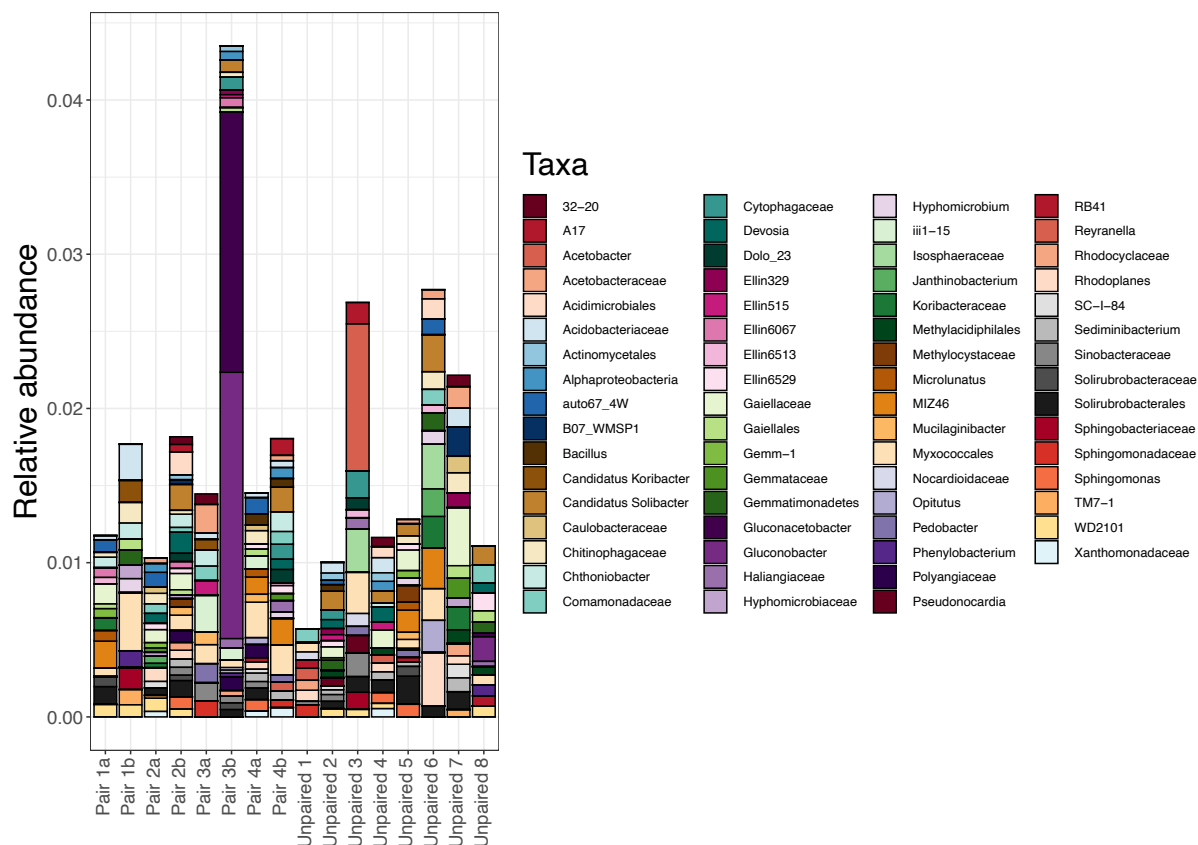 Relative abundance
0.04
0.03
0.02
0.01
0.00
Pair 1a
Pair 1b
Pair 2a
Pair 2b
Pair 3a
Pair 3b
Pair 4a
Pair 4b
Unpaired 1
Unpaired 2
Unpaired 3
Unpaired 4
Unpaired 5
Unpaired 6
Unpaired 7
Unpaired 8
Taxa
32−20
A17
Acetobacter
Acetobacteraceae
Acidimicrobiales
Acidobacteriaceae
Actinomycetales
Alphaproteobacteria
auto67_4W
B07_WMSP1
Bacillus
Candidatus Koribacter
Candidatus Solibacter
Caulobacteraceae
Chitinophagaceae
Chthoniobacter
Comamonadaceae
Cytophagaceae
Devosia
Dolo_23
Ellin329
Ellin515
Ellin6067
Ellin6513
Ellin6529
Gaiellaceae
Gaiellales
Gemm−1
Gemmataceae
Gemmatimonadetes
Gluconacetobacter
Gluconobacter
Haliangiaceae
Hyphomicrobiaceae
Hyphomicrobium
iii1−15
Isosphaeraceae
Janthinobacterium
Koribacteraceae
Methylacidiphilales
Methylocystaceae
Microlunatus
MIZ46
Mucilaginibacter
Myxococcales
Nocardioidaceae
Opitutus
Pedobacter
Phenylobacterium
Polyangiaceae
Pseudonocardia
RB41
Reyranella
Rhodocyclaceae
Rhodoplanes
SC−I−84
Sediminibacterium
Sinobacteraceae
Solirubrobacteraceae
Solirubrobacterales
Sphingobacteriaceae
Sphingomonadaceae
Sphingomonas
TM7−1
WD2101
Xanthomonadaceae